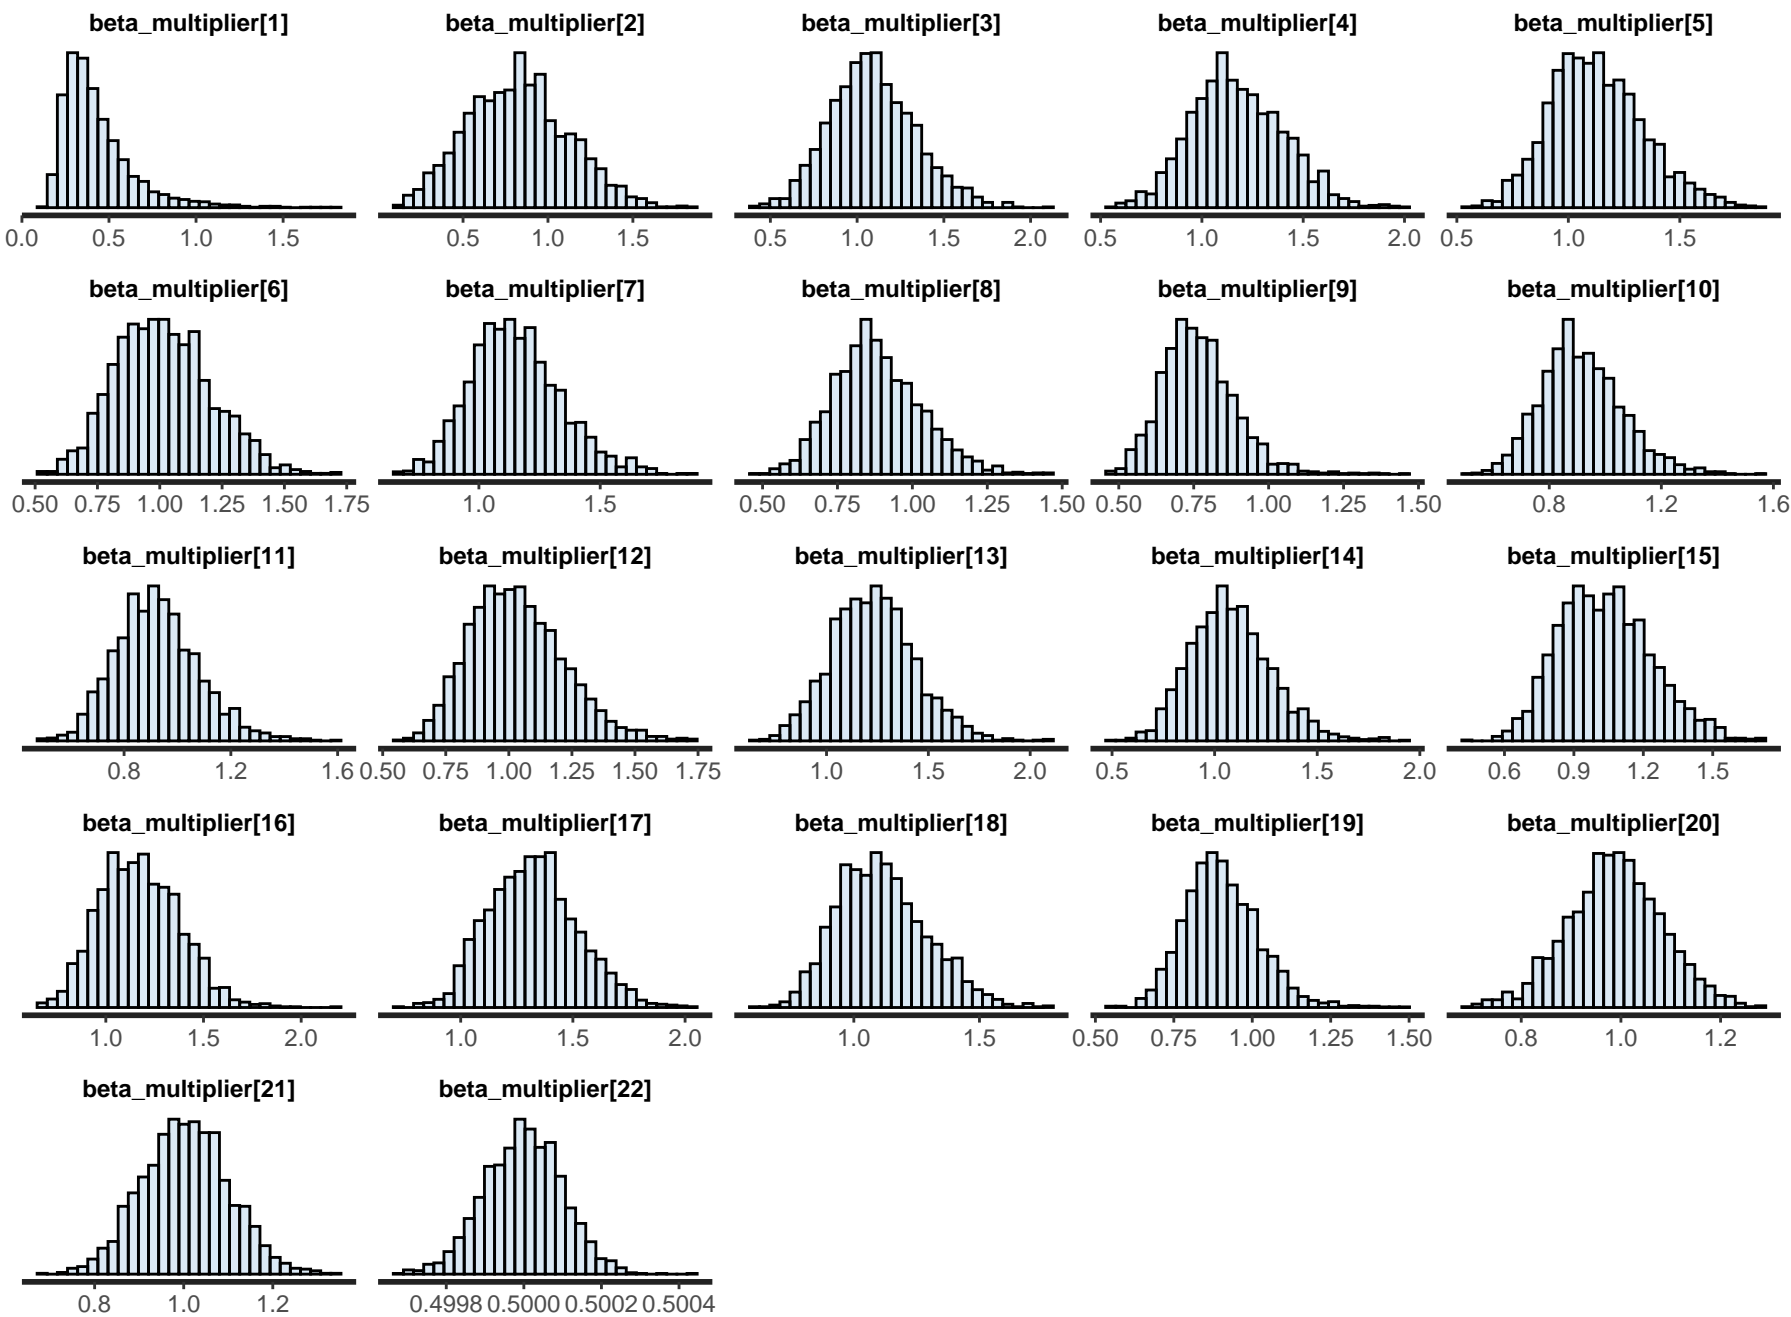 beta_multiplier[1] beta_multiplier[2] beta_multiplier[3] beta_multiplier[4] beta_multiplier[5]
0.0 0.5 1.0 1.5 0.5 1.0 1.5 0.5 1.0 1.5 2.0 0.5 1.0 1.5 2.0 0.5 1.0 1.5
beta_multiplier[6] beta_multiplier[7] beta_multiplier[8] beta_multiplier[9] beta_multiplier[10]
0.50 0.75 1.00 1.25 1.50 1.75 1.0 1.5 0.50 0.75 1.00 1.25 1.50 0.50 0.75 1.00 1.25 1.50 0.8 1.2 1.6
beta_multiplier[11] beta_multiplier[12] beta_multiplier[13] beta_multiplier[14] beta_multiplier[15]
0.8 1.2 1.6 0.50 0.75 1.00 1.25 1.50 1.75 1.0 1.5 2.0 0.5 1.0 1.5 2.0 0.6 0.9 1.2 1.5
beta_multiplier[16] beta_multiplier[17] beta_multiplier[18] beta_multiplier[19] beta_multiplier[20]
1.0 1.5 2.0 1.0 1.5 2.0 1.0 1.5 0.50 0.75 1.00 1.25 1.50 0.8 1.0 1.2
beta_multiplier[21] beta_multiplier[22]
0.8 1.0 1.2 0.4998 0.5000 0.5002 0.5004